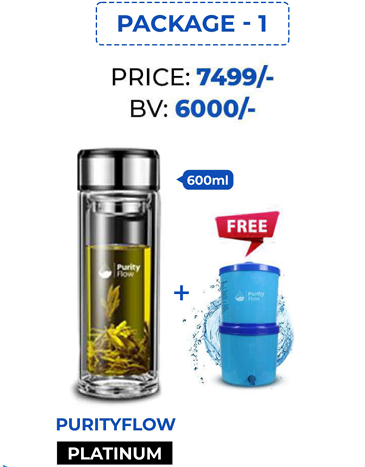 PACKAGE - 1
PRICE: 7499/-
BV: 6000/-
600ml
FREE
Purity
Flow
Purity
Flow
+
PURITYFLOW
PLATINUM